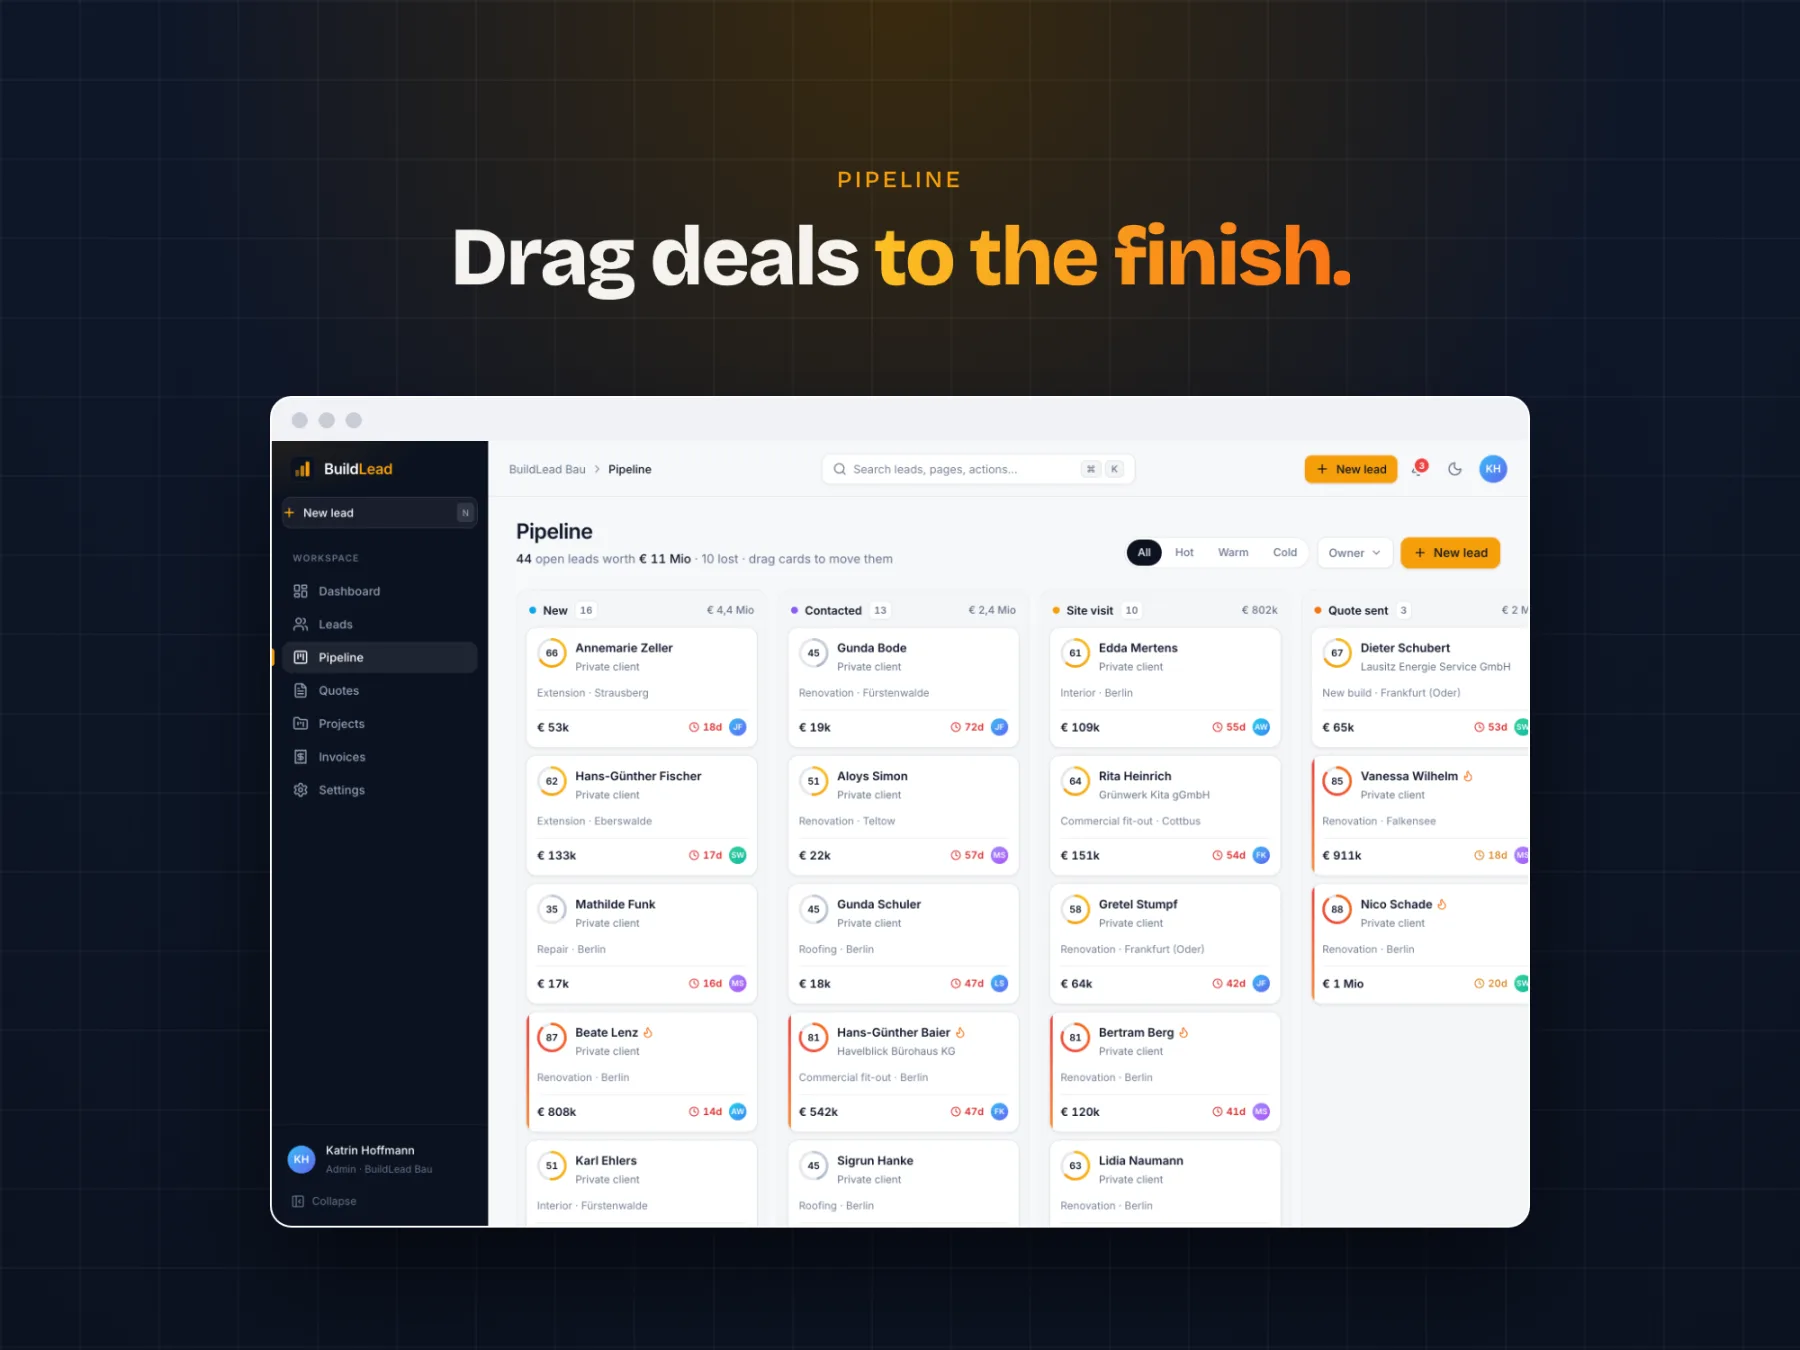 PIPELINE
Drag deals to the finish.
BuildLead
New lead N
WORKSPACE
Dashboard
Leads
Pipeline
Quotes
Projects
Invoices
Settings
KH
Katrin Hoffmann
Admin · BuildLead Bau
Collapse
BuildLead Bau > Pipeline
Search leads, pages, actions... ⌘ K
+ New lead
3
KH
Pipeline
44 open leads worth € 11 Mio · 10 lost · drag cards to move them
All Hot Warm Cold
Owner
+ New lead
New 16 € 4,4 Mio
66 Annemarie Zeller
Private client
Extension · Strausberg
€ 53k 18d JF
62 Hans-Günther Fischer
Private client
Extension · Eberswalde
€ 133k 17d SW
35 Mathilde Funk
Private client
Repair · Berlin
€ 17k 16d MS
87 Beate Lenz
Private client
Renovation · Berlin
€ 808k 14d AW
51 Karl Ehlers
Private client
Interior · Fürstenwalde
Contacted 13 € 2,4 Mio
45 Gunda Bode
Private client
Renovation · Fürstenwalde
€ 19k 72d JF
51 Aloys Simon
Private client
Renovation · Teltow
€ 22k 57d MS
45 Gunda Schuler
Private client
Roofing · Berlin
€ 18k 47d LS
81 Hans-Günther Baier
Havelblick Bürohaus KG
Commercial fit-out · Berlin
€ 542k 47d FK
45 Sigrun Hanke
Private client
Roofing · Berlin
Site visit 10 € 802k
61 Edda Mertens
Private client
Interior · Berlin
€ 109k 55d AW
64 Rita Heinrich
Grünwerk Kita gGmbH
Commercial fit-out · Cottbus
€ 151k 54d FK
58 Gretel Stumpf
Private client
Renovation · Frankfurt (Oder)
€ 64k 42d JF
81 Bertram Berg
Private client
Renovation · Berlin
€ 120k 41d MS
63 Lidia Naumann
Private client
Renovation · Berlin
Quote sent 3 € 2 M
67 Dieter Schubert
Lausitz Energie Service GmbH
New build · Frankfurt (Oder)
€ 65k 53d SW
85 Vanessa Wilhelm
Private client
Renovation · Falkensee
€ 911k 18d MS
88 Nico Schade
Private client
Renovation · Berlin
€ 1 Mio 20d SW